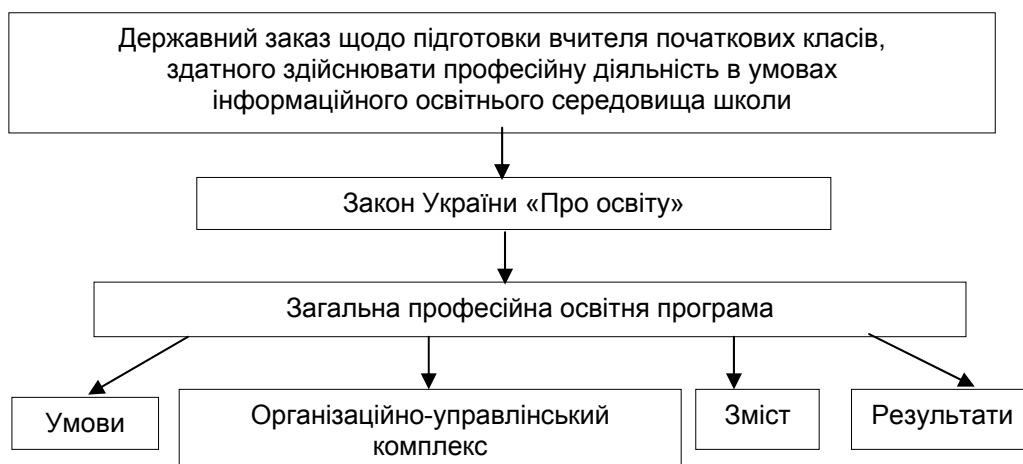 Державний заказ щодо підготовки вчителя початкових класів,
здатного здійснювати професійну діяльність в умовах
інформаційного освітнього середовища школи
Закон України «Про освіту»
Загальна професійна освітня програма
Умови
Організаційно-управлінський
комплекс
Зміст
Результати